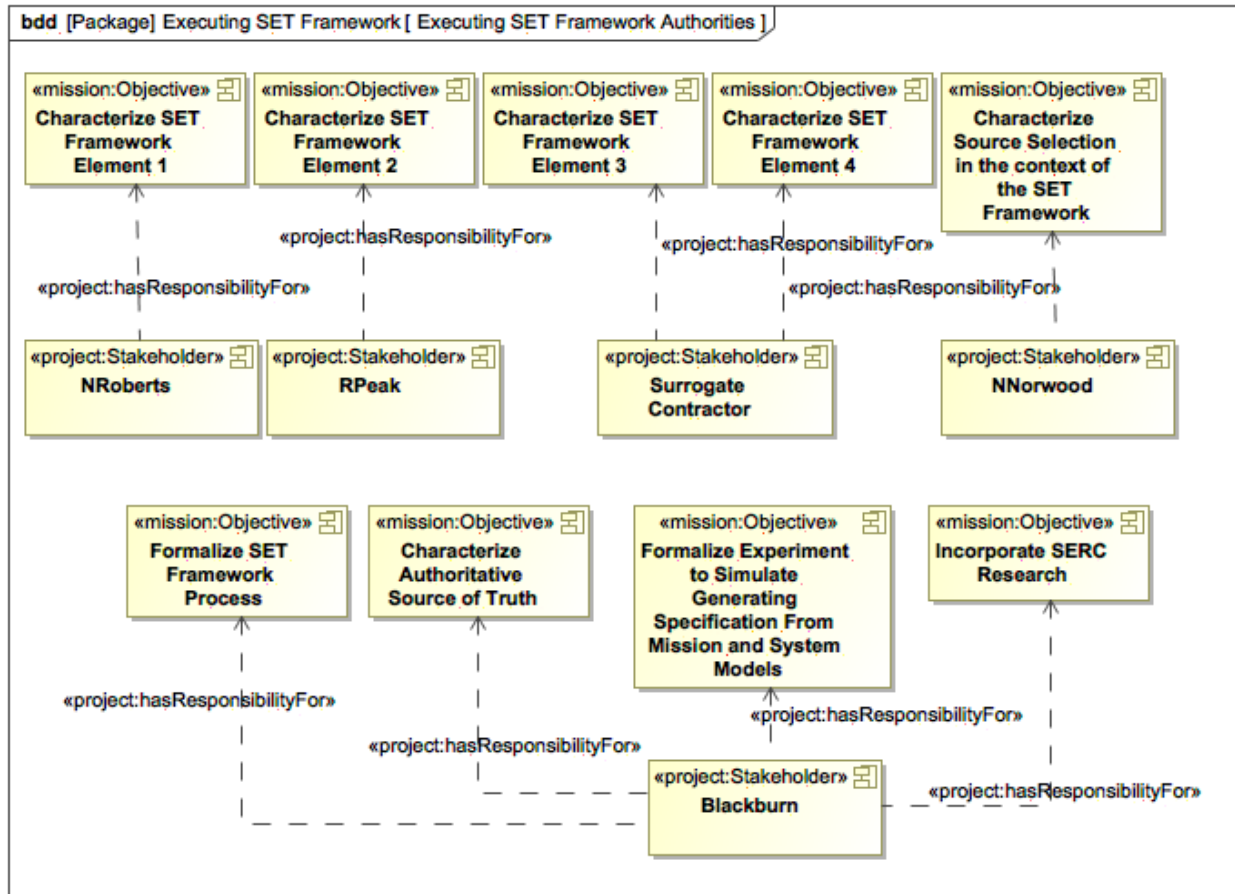 bdd [Package] Executing SET Framework [ Executing SET Framework Authorities ]
«mission:Objective»
Characterize SET
Framework
Element 1
«mission:Objective»
Characterize SET
Framework
Element 2
«mission:Objective»
Characterize SET
Framework
Element 3
«mission:Objective»
Characterize SET
Framework
Element 4
«mission:Objective»
Characterize
Source Selection
in the context of
the SET
Framework
«project:hasResponsibilityFor»
«project:hasResponsibilityFor»
«project:hasResponsibilityFor»
«project:hasResponsibilityFor»
«project:Stakeholder»
NRoberts
«project:Stakeholder»
RPeak
«project:Stakeholder»
Surrogate
Contractor
«project:Stakeholder»
NNorwood
«mission:Objective»
Formalize SET
Framework
Process
«mission:Objective»
Characterize
Authoritative
Source of Truth
«mission:Objective»
Formalize Experiment
to Simulate
Generating
Specification From
Mission and System
Models
«mission:Objective»
Incorporate SERC
Research
«project:hasResponsibilityFor»
«project:hasResponsibilityFor»
«project:hasResponsibilityFor»
«project:hasResponsibilityFor»
«project:Stakeholder»
Blackburn